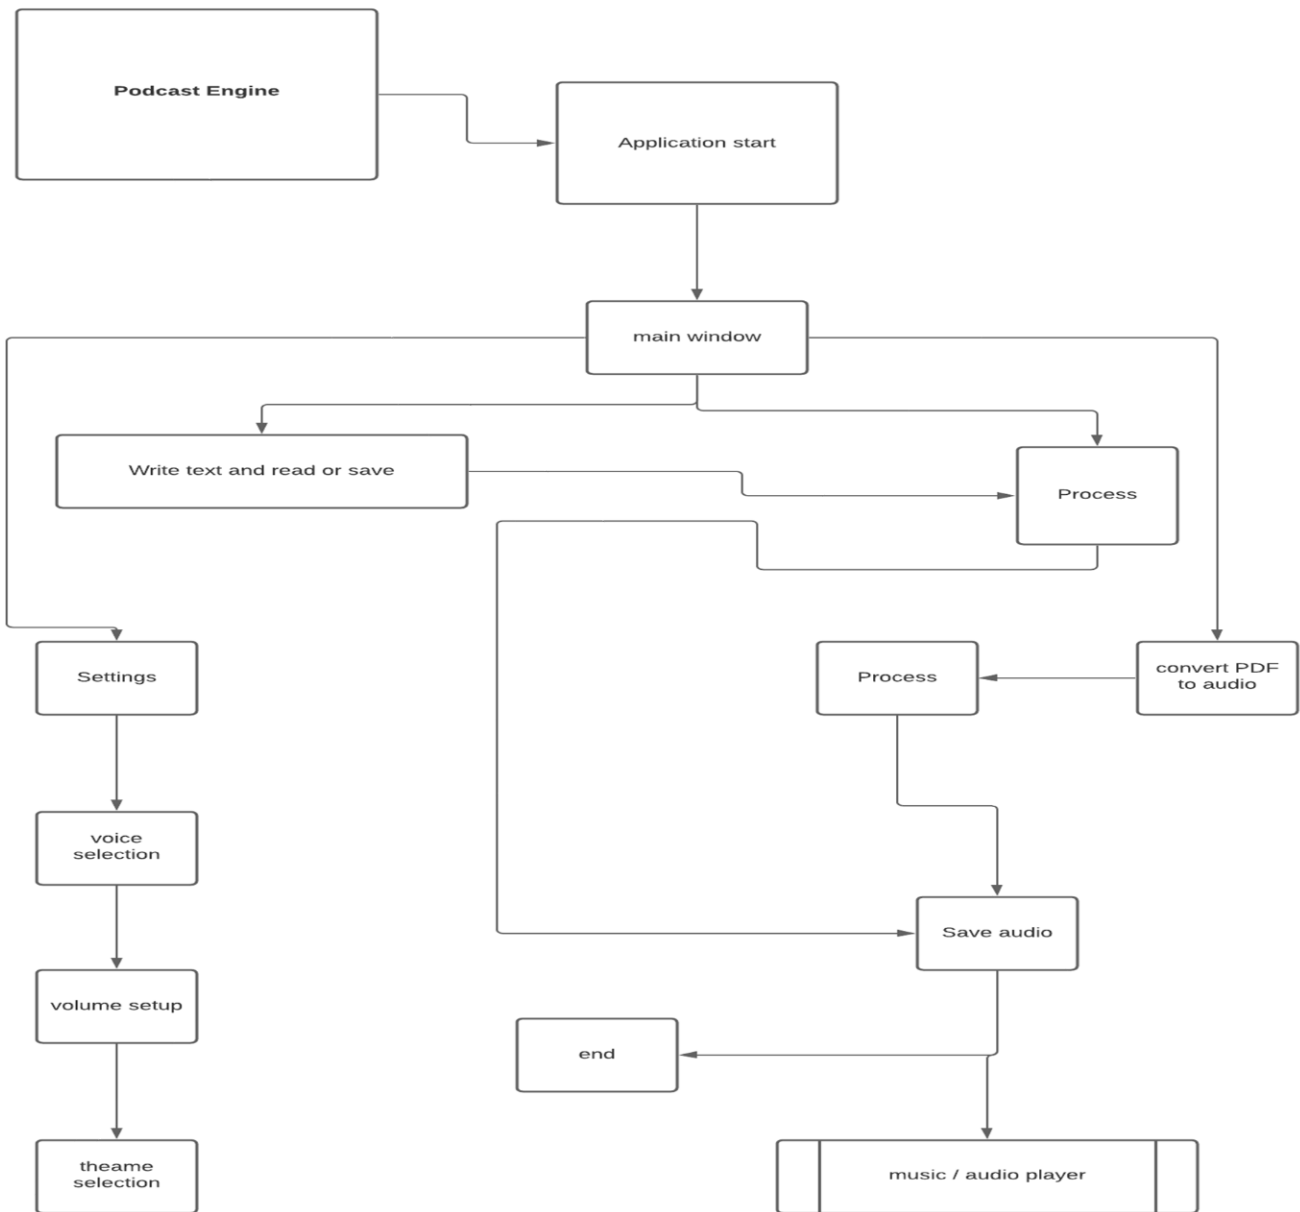 Podcast Engine
Application start
main window
Write text and read or save
Process
Settings
Process
convert PDF
to audio
voice
selection
Save audio
volume setup
end
theame
selection
music / audio player